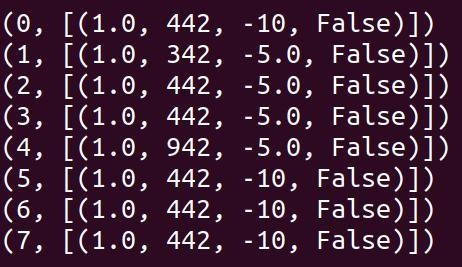 (0, [(1.0, 442, -10, False)])
(1, [(1.0, 342, -5.0, False)])
(2, [(1.0, 442, -5.0, False)])
(3, [(1.0, 442, -5.0, False)])
(4, [(1.0, 942, -5.0, False)])
(5, [(1.0, 442, -10, False)])
(6, [(1.0, 442, -10, False)])
(7, [(1.0, 442, -10, False)])